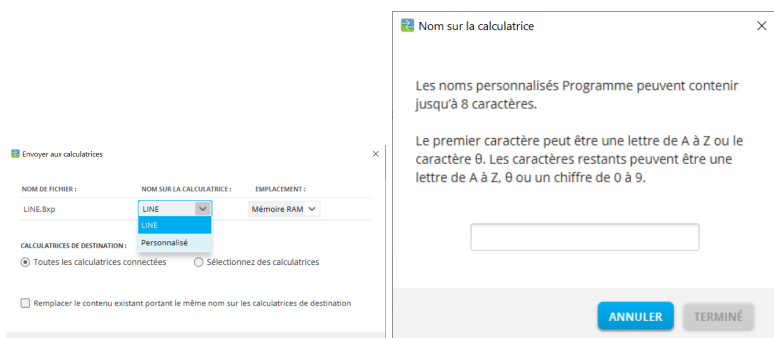 Envoyer aux calculatrices
NOM DE FICHIER :
NOM SUR LA CALCULATRICE :
EMPLACEMENT :
LINE.8xp
LINE
Mémoire RAM
LINE
Personnalisé
CALCULATRICES DE DESTINATION :
Toutes les calculatrices connectées
Sélectionnez des calculatrices
Remplacer le contenu existant portant le même nom sur les calculatrices de destination
Nom sur la calculatrice
Les noms personnalisés Programme peuvent contenir
jusqu'à 8 caractères.
Le premier caractère peut être une lettre de A à Z ou le
caractère θ. Les caractères restants peuvent être une
lettre de A à Z, θ ou un chiffre de 0 à 9.
ANNULER
TERMINÉ